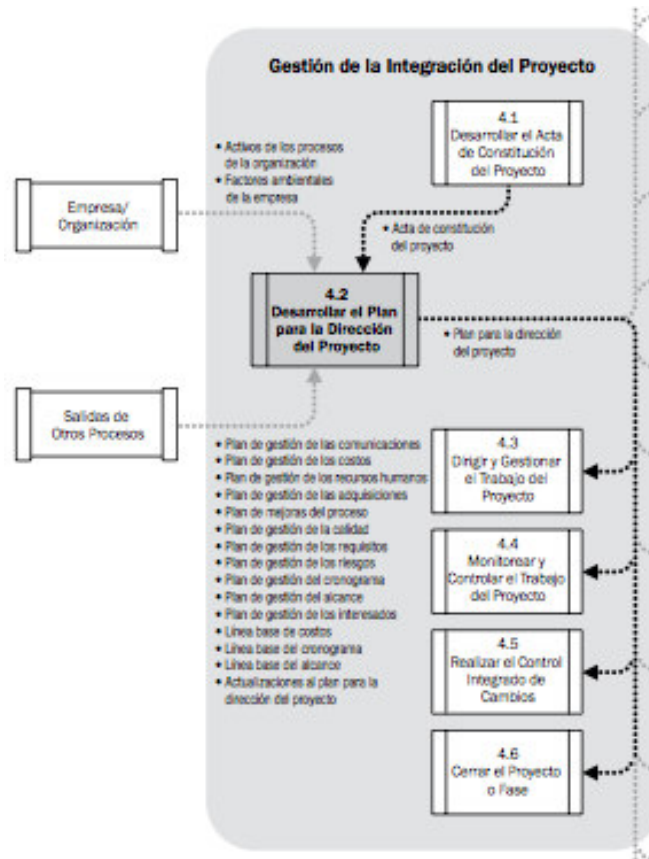 Gestión de la Integración del Proyecto
4.1
Desarrollar el Acta
de Constitución
del Proyecto
• Activos de los procesos
de la organización
• Factores ambientales
de la empresa
Empresa/
Organización
• Acta de constitución
del proyecto
4.2
Desarrollar el Plan
para la Dirección
del Proyecto
• Plan para la dirección
del proyecto
Salidas de
Otros Procesos
• Plan de gestión de las comunicaciones
• Plan de gestión de los costos
• Plan de gestión de los recursos humanos
• Plan de gestión de las adquisiciones
• Plan de mejoras del proceso
• Plan de gestión de la calidad
• Plan de gestión de los requisitos
• Plan de gestión de los riesgos
• Plan de gestión del cronograma
• Plan de gestión del alcance
• Plan de gestión de los interesados
• Línea base de costos
• Línea base del cronograma
• Línea base del alcance
• Actualizaciones al plan para la
dirección del proyecto
4.3
Dirigir y Gestionar
el Trabajo del
Proyecto
4.4
Monitorear y
Controlar el Trabajo
del Proyecto
4.5
Realizar el Control
Integrado de
Cambios
4.6
Cerrar el Proyecto
o Fase